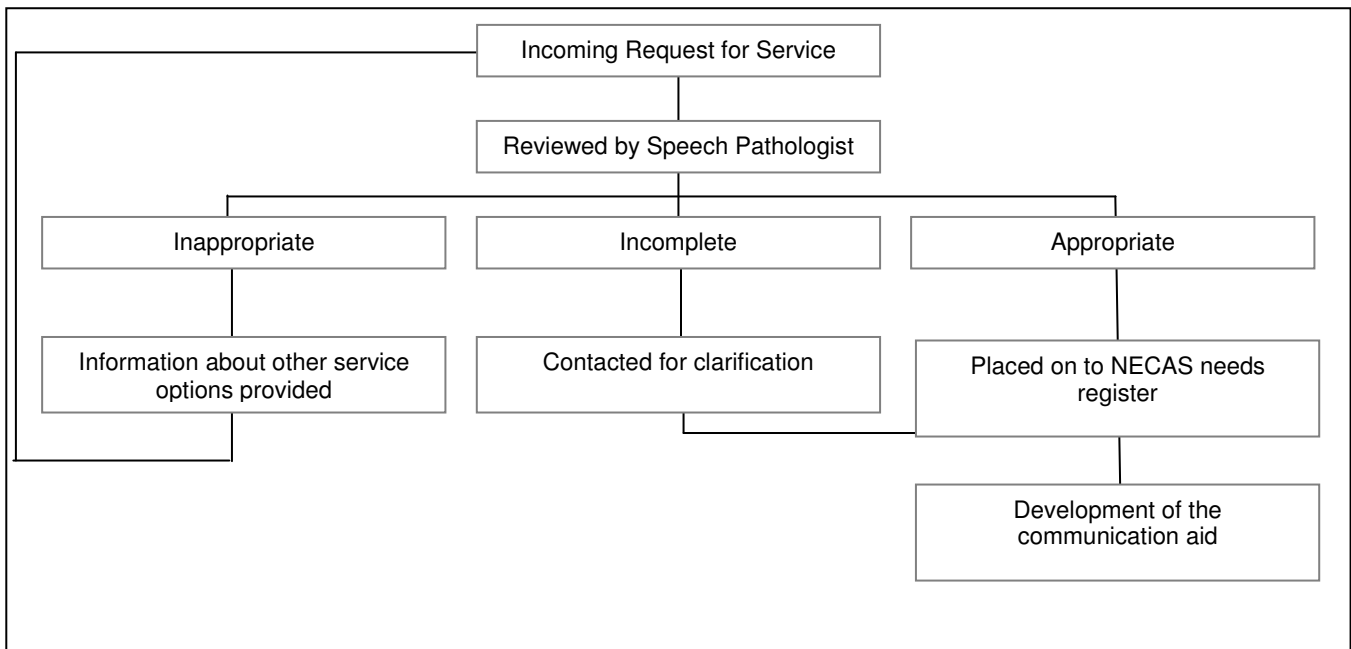 Incoming Request for Service
Reviewed by Speech Pathologist
Inappropriate
Incomplete
Appropriate
Information about other service
options provided
Contacted for clarification
Placed on to NECAS needs
register
Development of the
communication aid